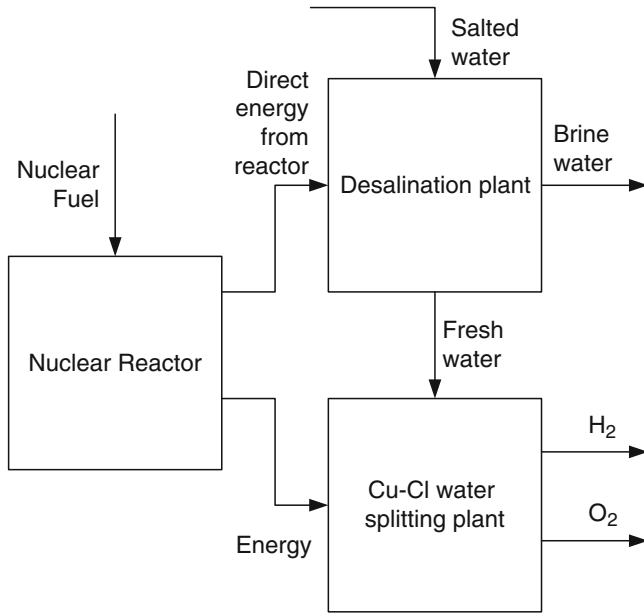 Salted
water
Direct
energy
from
reactor
Brine
water
Nuclear
Fuel
Desalination plant
Nuclear Reactor
Fresh
water
H2
Cu-Cl water
splitting plant
O2
Energy